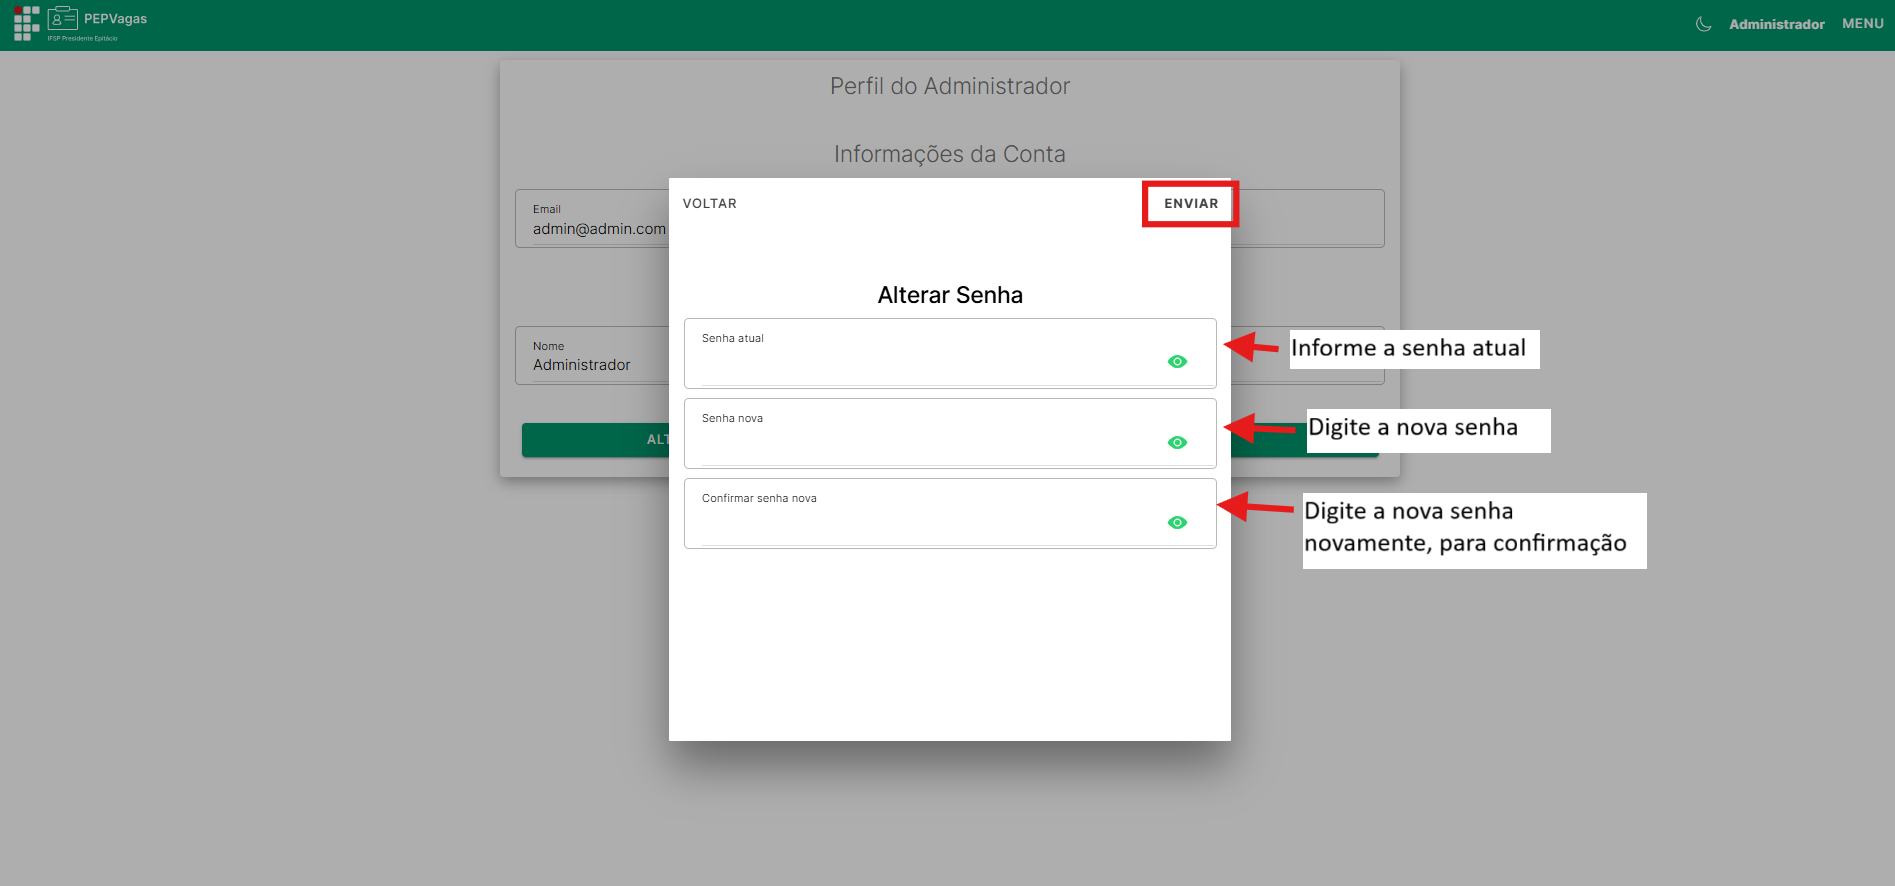 PEPVagas
IFSP Presidente Epitácio
Administrador
MENU
Perfil do Administrador
Informações da Conta
VOLTAR
ENVIAR
Email
admin@admin.com
Alterar Senha
Senha atual
Informe a senha atual
Nome
Administrador
Senha nova
Digite a nova senha
ALT
Confirmar senha nova
Digite a nova senha
novamente, para confirmação